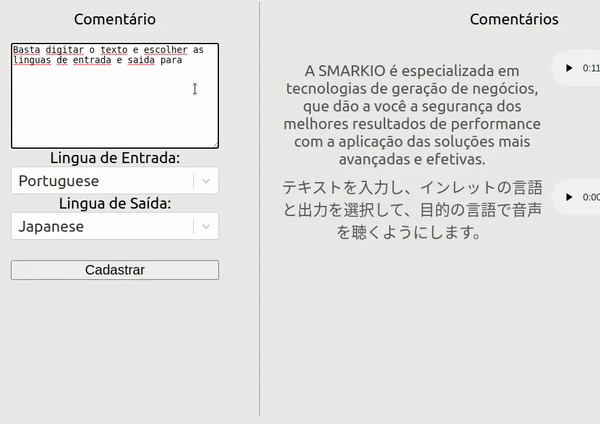 Comentário
Basta digitar o texto e escolher as
linguas de entrada e saida para
Lingua de Entrada:
Portuguese
Lingua de Saída:
Japanese
Cadastrar
Comentários
A SMARKIO é especializada em
tecnologias de geração de negócios,
que dão a você a segurança dos
melhores resultados de performance
com a aplicação das soluções mais
avançadas e efetivas.
0:11
テキストを入力し、インレットの言語
と出力を選択して、目的の言語で音声
を聴くようにします。
0:00